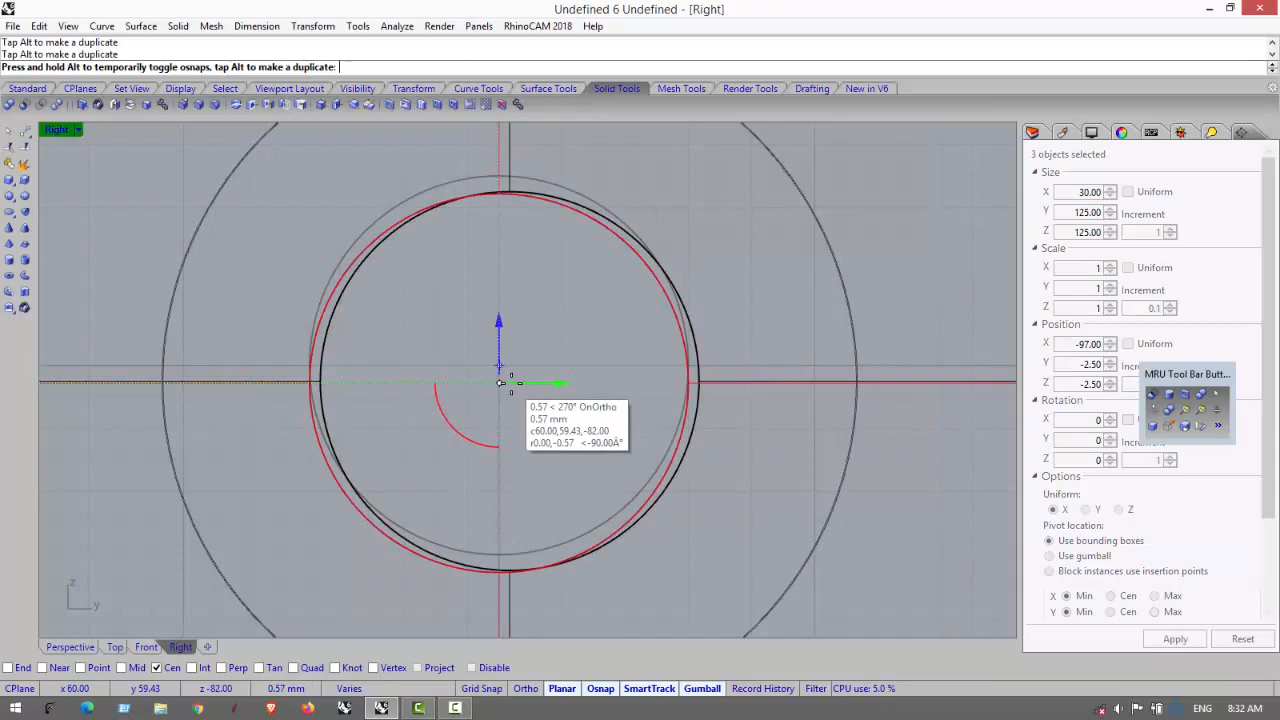 Undefined 6 Undefined - [Right]
File Edit View Curve Surface Solid Mesh Dimension Transform Tools Analyze Render Panels RhinoCAM 2018 Help
Tap Alt to make a duplicate
Tap Alt to make a duplicate
Press and hold Alt to temporarily toggle osnaps, tap Alt to make a duplicate:
Standard CPlanes Set View Display Select Viewport Layout Visibility Transform Curve Tools Surface Tools Solid Tools Mesh Tools Render Tools Drafting New in V6
Right
3 objects selected
Size
X 30.00 Uniform
Y 125.00 Increment
Z 125.00 1
Scale
X 1 Uniform
Y 1 Increment
Z 1 0.1
Position
X -97.00 Uniform
Y -2.50
Z -2.50
MRU Tool Bar Butt...
Rotation
X 0
Y 0
Z 0 1
Options
Uniform:
X Y Z
Pivot location:
Use bounding boxes
Use gumball
Block instances use insertion points
X Min Cen Max
Y Min Cen Max
Apply Reset
0.57 < 270° OnOrtho
0.57 mm
c60.00,59.43,-82.00
r0.00,-0.57 <-90.00Â°
z
y
Perspective Top Front Right
End Near Point Mid Cen Int Perp Tan Quad Knot Vertex Project Disable
CPlane x 60.00 y 59.43 z -82.00 0.57 mm Varies Grid Snap Ortho Planar Osnap SmartTrack Gumball Record History Filter CPU use: 5.0 %
ENG 8:32 AM